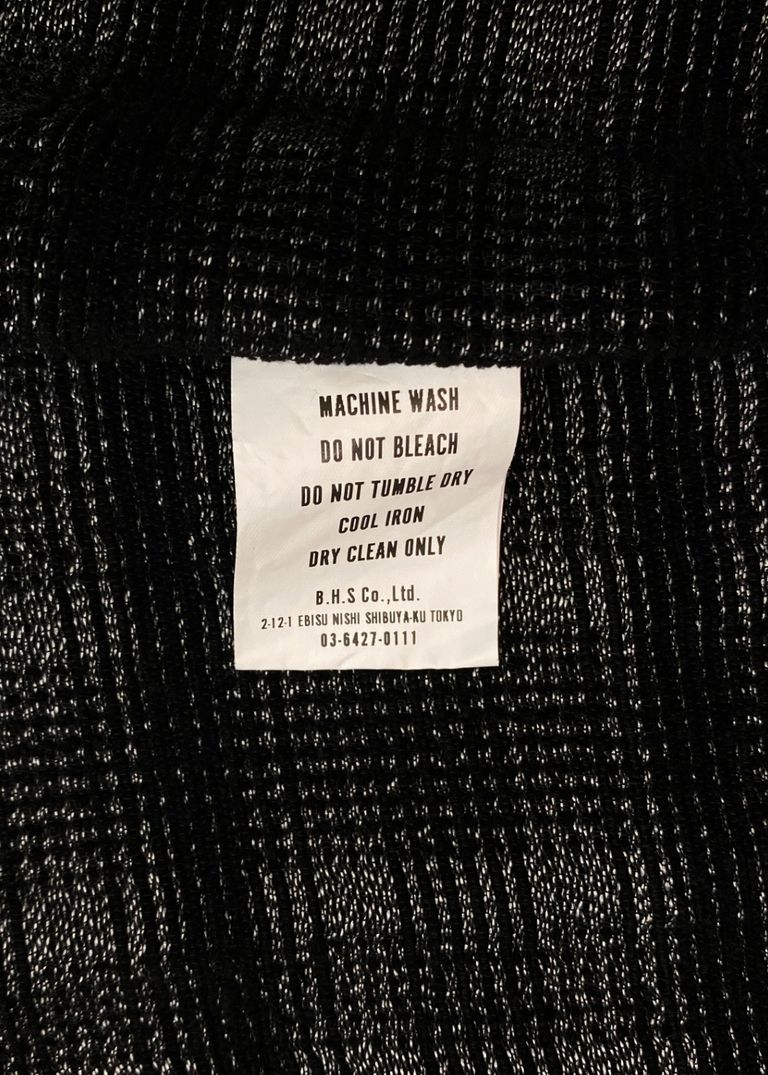 MACHINE WASH
DO NOT BLEACH
DO NOT TUMBLE DRY
COOL IRON
DRY CLEAN ONLY
B.H.S Co.,Ltd.
2-12-1 EBISU NISHI SHIBUYA-KU TOKYO
03-6427-0111